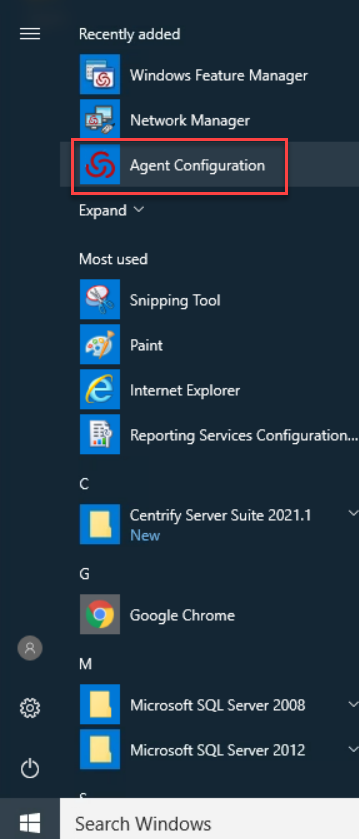 Recently added
Windows Feature Manager
Network Manager
Agent Configuration
Expand
Most used
Snipping Tool
Paint
Internet Explorer
Reporting Services Configuration...
C
Centrify Server Suite 2021.1
New
G
Google Chrome
M
Microsoft SQL Server 2008
Microsoft SQL Server 2012
S
Search Windows